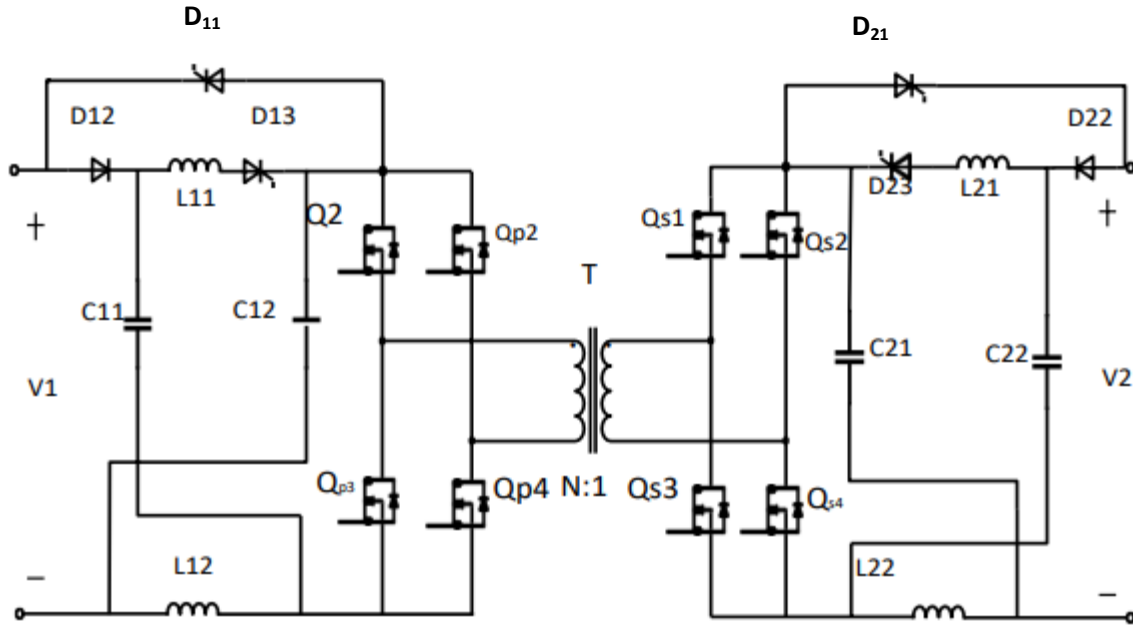 D11
D21
D12
D13
D22
L11
D23
L21
+
+
Q2
Qp2
Qs1
Qs2
T
C11
C12
C21
C22
V1
V2
Qp3
Qp4
N:1
Qs3
Qs4
L12
L22
−
−